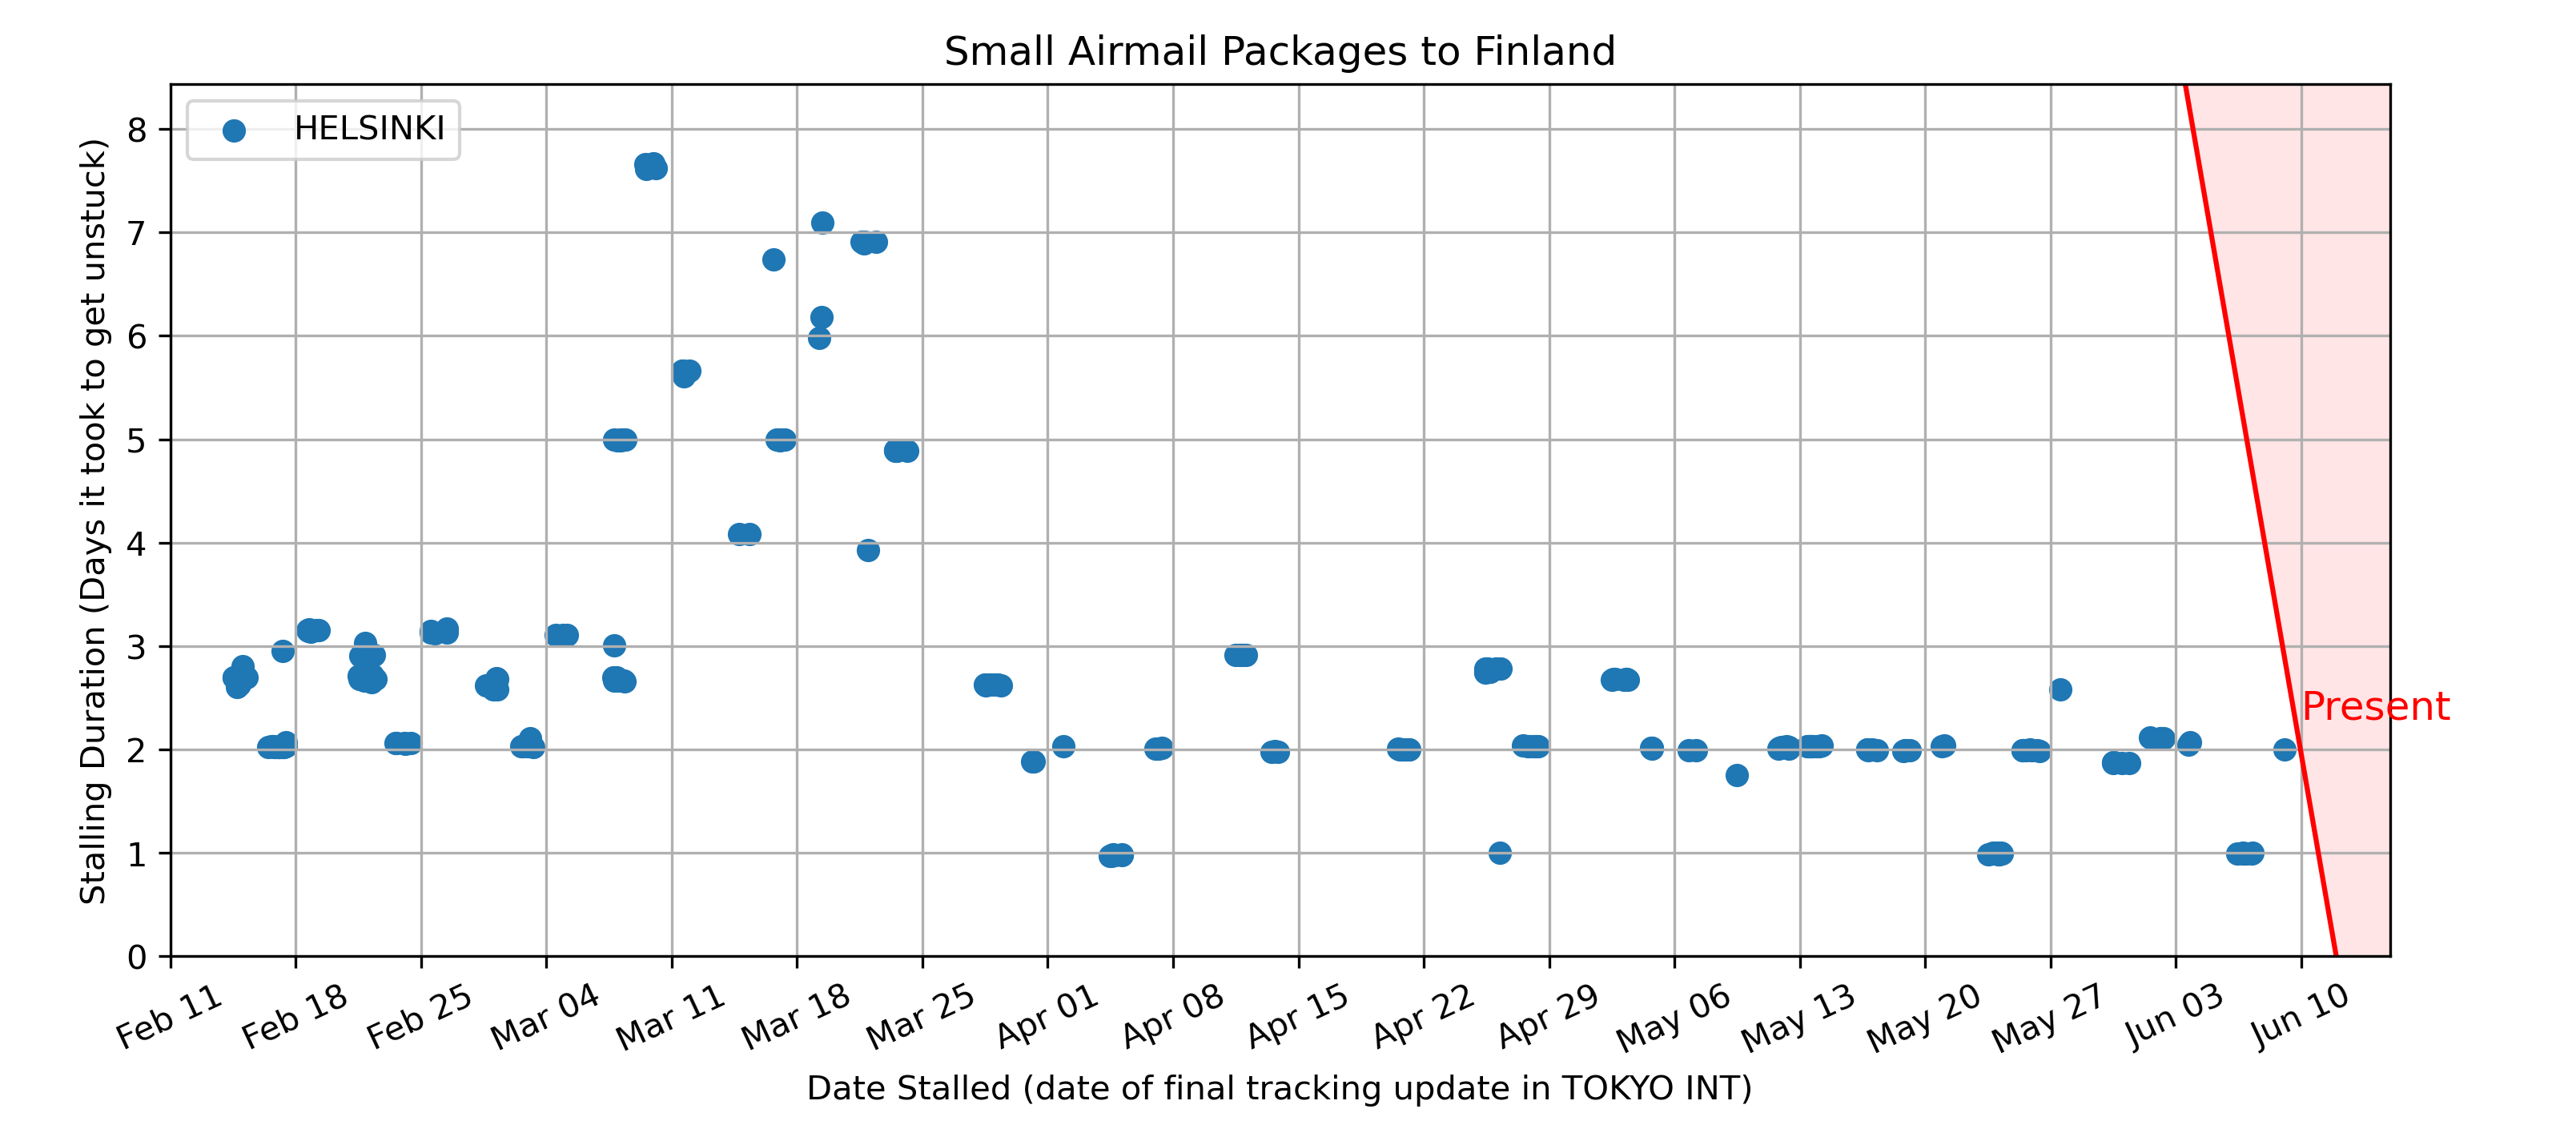 Small Airmail Packages to Finland
HELSINKI
Stalling Duration (Days it took to get unstuck)
8
7
6
5
4
3
2
1
0
Present
Feb 11
Feb 18
Feb 25
Mar 04
Mar 11
Mar 18
Mar 25
Apr 01
Apr 08
Apr 15
Apr 22
Apr 29
May 06
May 13
May 20
May 27
Jun 03
Jun 10
Date Stalled (date of final tracking update in TOKYO INT)